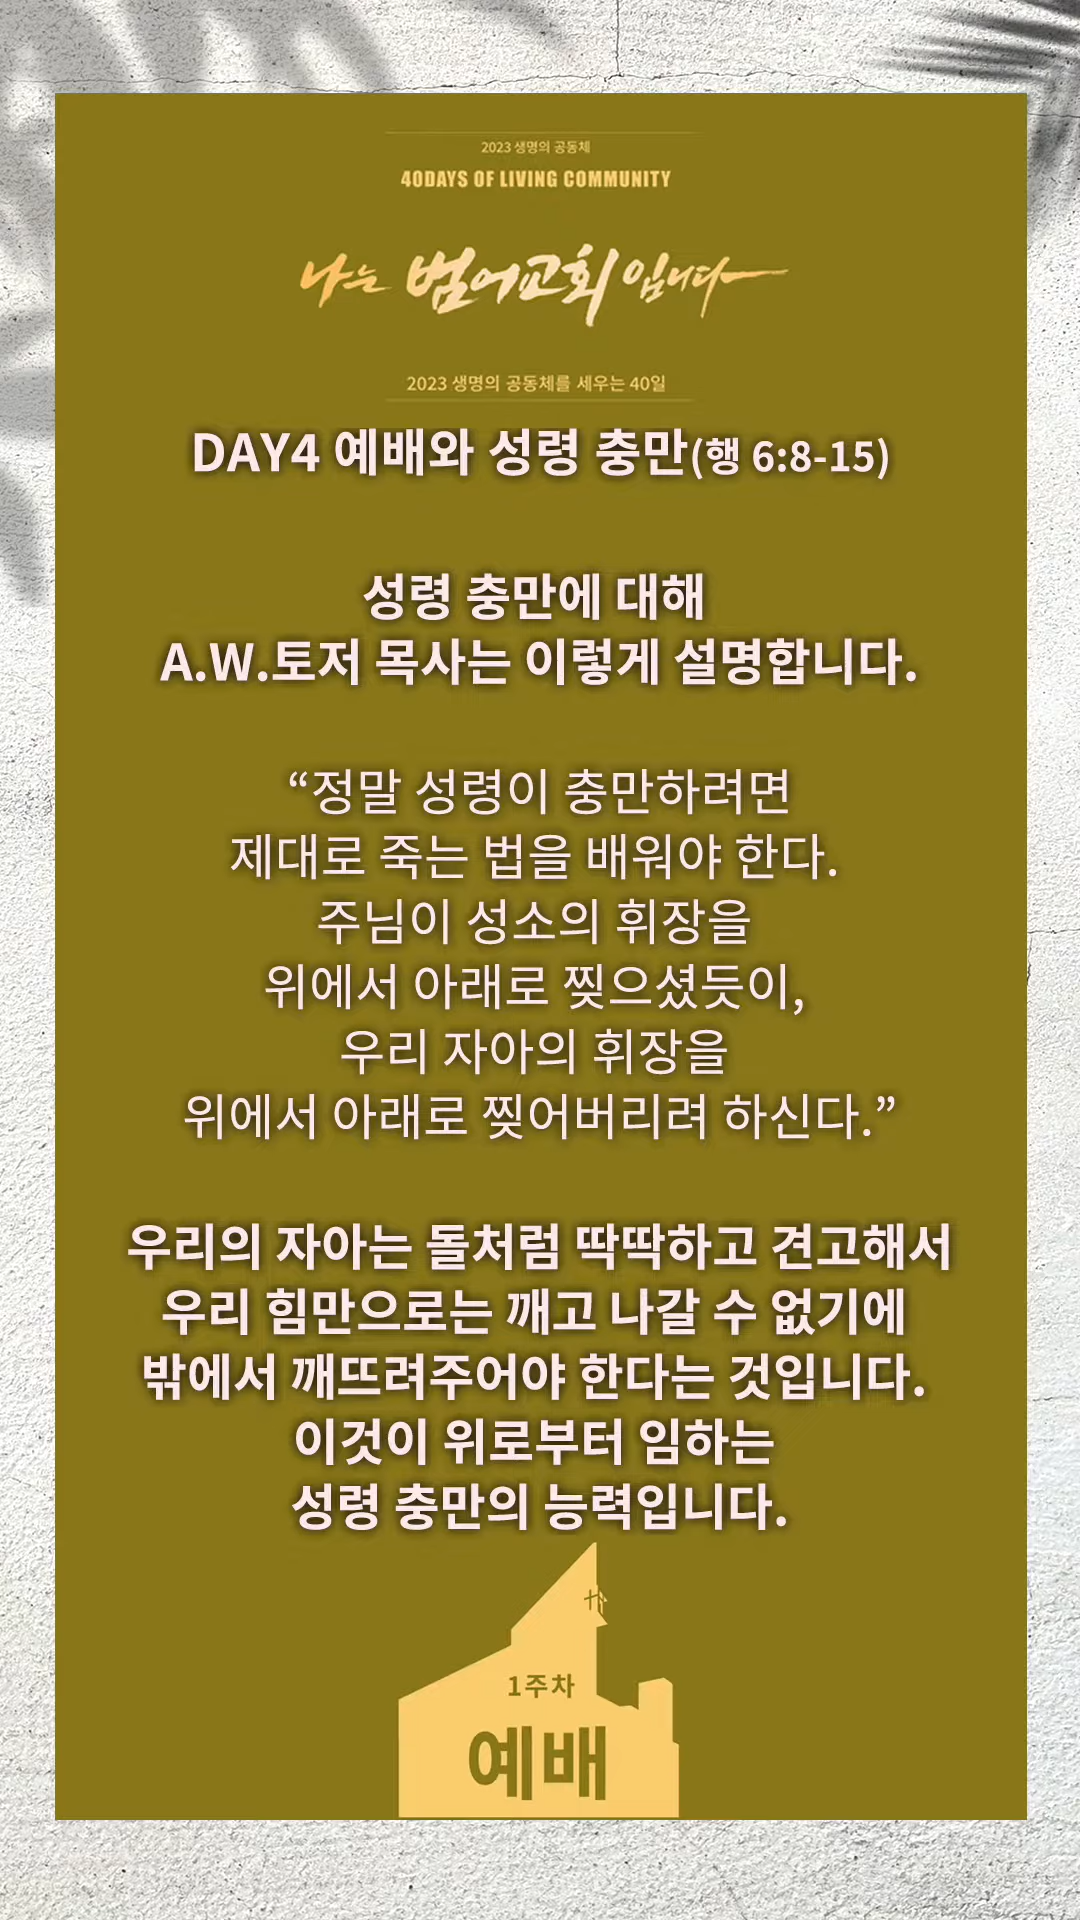 2023 생명의 공동체
40DAYS OF LIVING COMMUNITY
나는 범어교회 입니다
2023 생명의 공동체를 세우는 40일
DAY4 예배와 성령 충만(행 6:8-15)
성령 충만에 대해
A.W.토저 목사는 이렇게 설명합니다.
“정말 성령이 충만하려면
제대로 죽는 법을 배워야 한다.
주님이 성소의 휘장을
위에서 아래로 찢으셨듯이,
우리 자아의 휘장을
위에서 아래로 찢어버리려 하신다.”
우리의 자아는 돌처럼 딱딱하고 견고해서
우리 힘만으로는 깨고 나갈 수 없기에
밖에서 깨뜨려주어야 한다는 것입니다.
이것이 위로부터 임하는
성령 충만의 능력입니다.
1주차
예배